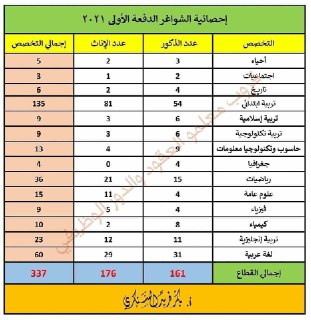 إحصائية الشواغر الدفعة الأولى ٢٠٢١
التخصص عدد الذكور عدد الإناث إجمالي التخصص
أحياء 3 2 5
اجتماعيات 2 1 3
تاريخ 4 2 6
تربية ابتدائي 54 81 135
تربية إسلامية 6 3 9
تربية تكنولوجية 6 3 9
حاسوب وتكنولوجيا معلومات 9 4 13
جغرافيا 4 0 4
رياضيات 15 21 36
علوم عامة 4 11 15
فيزياء 4 5 9
كيمياء 8 2 10
تربية إنجليزية 11 12 23
لغة عربية 31 29 60
إجمالي القطاع 161 176 337